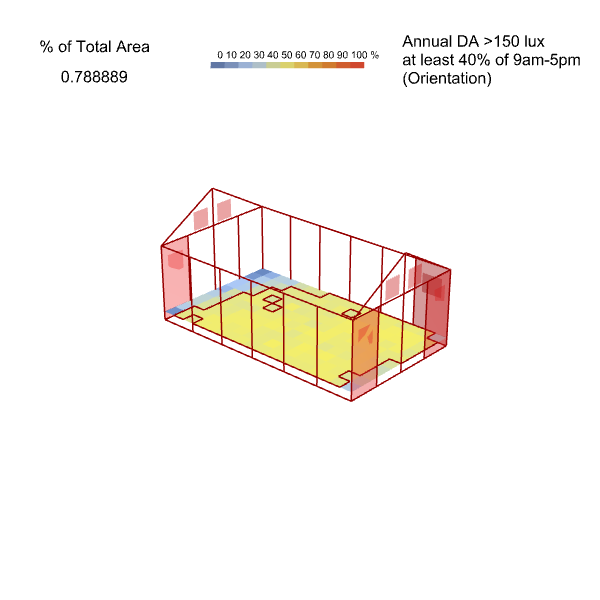 % of Total Area
0.788889
0 10 20 30 40 50 60 70 80 90 100 %
Annual DA >150 lux
at least 40% of 9am-5pm
(Orientation)